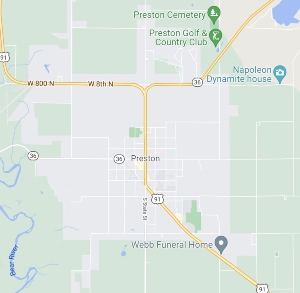 Preston Cemetery
Preston Golf &
Country Club
Napoleon
Dynamite house
91
W 800 N
W 8th N
36
36
36
Preston
91
S State St
Bear River
Webb Funeral Home
91